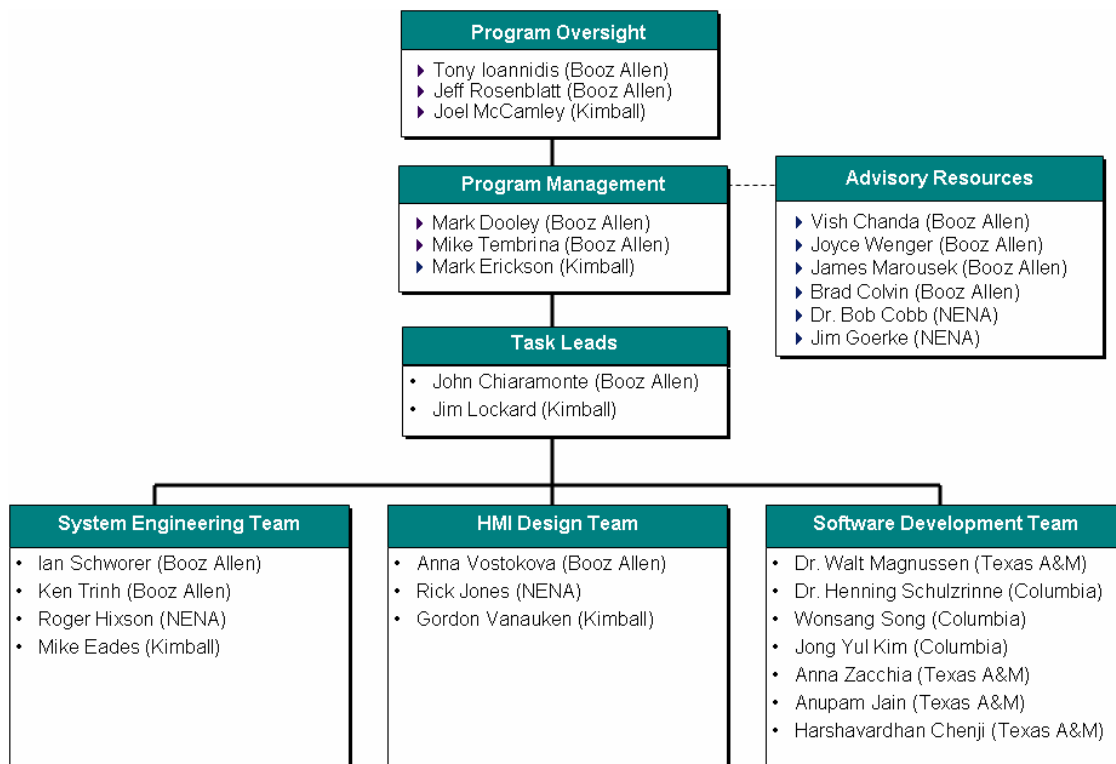 Program Oversight
Tony Ioannidis (Booz Allen)
Jeff Rosenblatt (Booz Allen)
Joel McCamley (Kimball)
Program Management
Mark Dooley (Booz Allen)
Mike Tembrina (Booz Allen)
Mark Erickson (Kimball)
Advisory Resources
Vish Chanda (Booz Allen)
Joyce Wenger (Booz Allen)
James Marousek (Booz Allen)
Brad Colvin (Booz Allen)
Dr. Bob Cobb (NENA)
Jim Goerke (NENA)
Task Leads
• John Chiaramonte (Booz Allen)
• Jim Lockard (Kimball)
System Engineering Team
• Ian Schworer (Booz Allen)
• Ken Trinh (Booz Allen)
• Roger Hixson (NENA)
• Mike Eades (Kimball)
HMI Design Team
• Anna Vostokova (Booz Allen)
• Rick Jones (NENA)
• Gordon Vanauken (Kimball)
Software Development Team
• Dr. Walt Magnussen (Texas A&M)
• Dr. Henning Schulzrinne (Columbia)
• Wonsang Song (Columbia)
• Jong Yul Kim (Columbia)
• Anna Zacchia (Texas A&M)
• Anupam Jain (Texas A&M)
• Harshavardhan Chenji (Texas A&M)